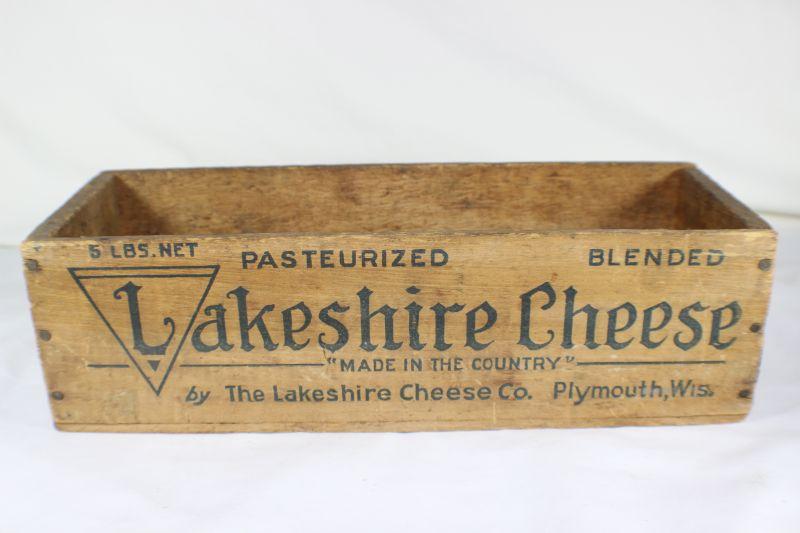 5 LBS. NET PASTEURIZED BLENDED
Lakeshire Cheese
"MADE IN THE COUNTRY"
by The Lakeshire Cheese Co. Plymouth, Wis.